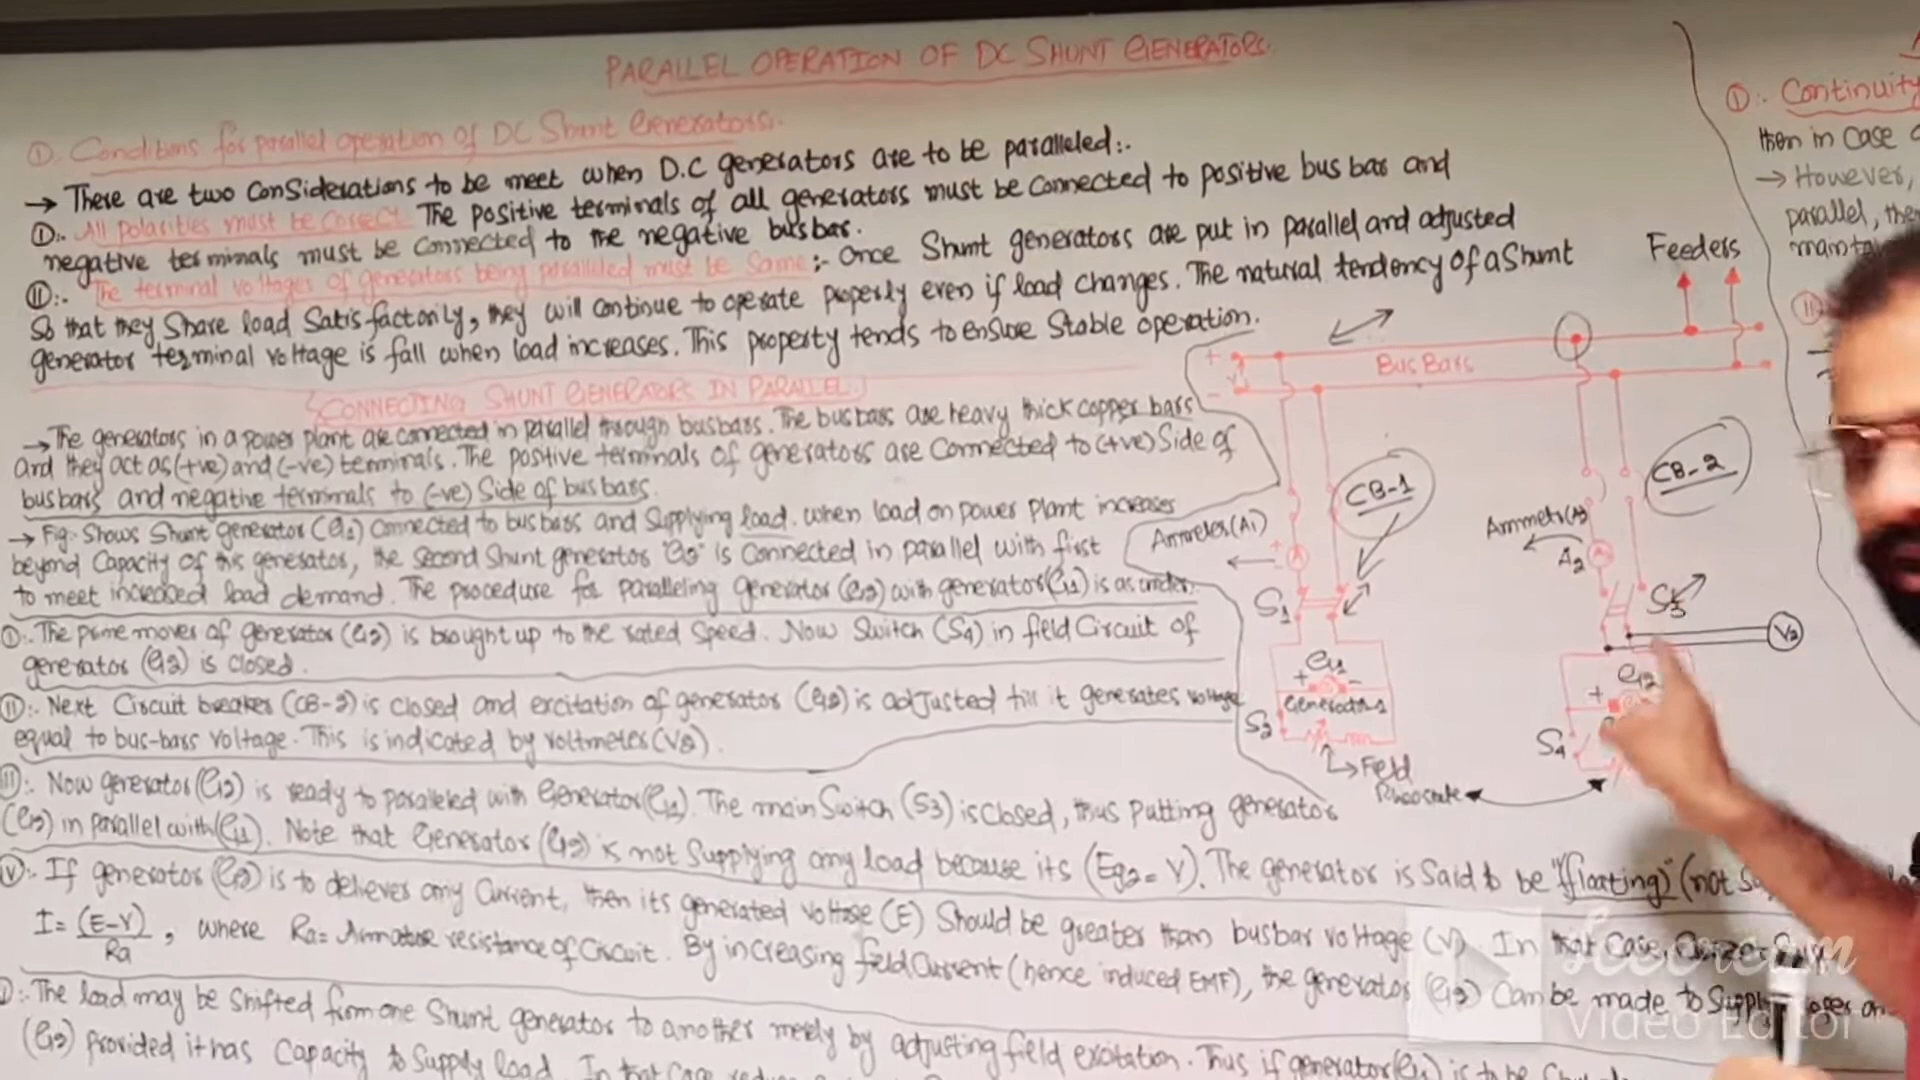 PARALLEL OPERATION OF DC SHUNT GENERATORS.
①. Conditions for parallel operation of DC Shunt Generators.
→ There are two Considerations to be meet when D.C generators are to be paralleled:-
①:- All polarities must be Correct. The positive terminals of all generators must be Connected to positive bus bar and
negative terminals must be Connected to the negative busbar.
②:- The terminal voltages of generators being paralleled must be Same:- Once Shunt generators are put in parallel and adjusted
So that they Share load Satisfactorily, they will continue to operate properly even if load changes. The natural tendency of a Shunt
generator terminal voltage is fall when load increases. This property tends to ensure Stable operation.
CONNECTING SHUNT GENERATORS IN PARALLEL
→ The generators in a power plant are connected in parallel through busbars. The busbars are heavy thick copper bars
and they act as (+ve) and (-ve) terminals. The positive terminals of generators are Connected to (+ve) Side of
busbars and negative terminals to (-ve) Side of busbars.
→ Fig:- Shows Shunt generator (G1) Connected to busbars and Supplying load. when load on power plant increases
beyond Capacity of this generator, the Second Shunt generator "G2" is Connected in parallel with first
to meet increased load demand. The procedure for paralleling Generator (G2) with generator (G1) is as under.
①:- The prime mover of generator (G2) is brought up to the rated Speed. Now Switch (S4) in field Circuit of
generator (G2) is closed.
②:- Next Circuit breaker (CB-2) is closed and excitation of generator (G2) is adjusted till it generates voltage
equal to bus-bars voltage. This is indicated by voltmeter (V2).
Now generator (G2) is ready to paralleled with Generator (G1). The main Switch (S3) is Closed, thus putting generator
(G2) in parallel with (G1). Note that Generator (G2) is not Supplying any load because its (Eg2 = V). The generator is Said to be "(floating)" (not
If generator (G2) is to deliever any Current, then its generated voltage (E) Should be greater than busbar voltage (V). In that Case,
I = (E-V)/Ra, where Ra = Armature resistance of Circuit. By increasing field Current (hence induced EMF), the generator (G2) Can be made to Supply
The load may be Shifted from one Shunt generator to another merely by adjusting field excitation. Thus if generator (G1) is to be
(G2) provided it has Capacity to Supply load. In that Case
Feeders
+
-
V
Bus Bars
CB-1
CB-2
Ammeter (A1)
+
-
A
Ammeter
A2
A
S1
S3
V2
G1
+
-
Generator 1
S2
Field
Rheostate
G2
+
S4
①:- Continuity
then in Case
→ However,
parallel,
Video Editor